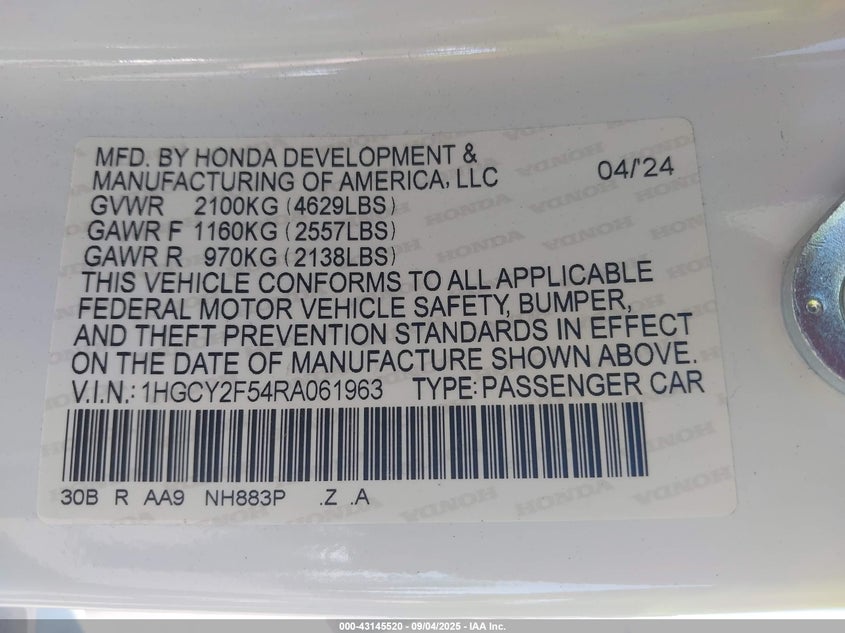 MFD. BY HONDA DEVELOPMENT & 04/'24
MANUFACTURING OF AMERICA, LLC
GVWR 2100KG (4629LBS)
GAWR F 1160KG (2557LBS)
GAWR R 970KG (2138LBS)
THIS VEHICLE CONFORMS TO ALL APPLICABLE
FEDERAL MOTOR VEHICLE SAFETY, BUMPER,
AND THEFT PREVENTION STANDARDS IN EFFECT
ON THE DATE OF MANUFACTURE SHOWN ABOVE.
V.I.N.: 1HGCY2F54RA061963 TYPE: PASSENGER CAR
30B R AA9 NH883P .Z .A
000-43145520 | 09/04/2025 | IAA Inc.